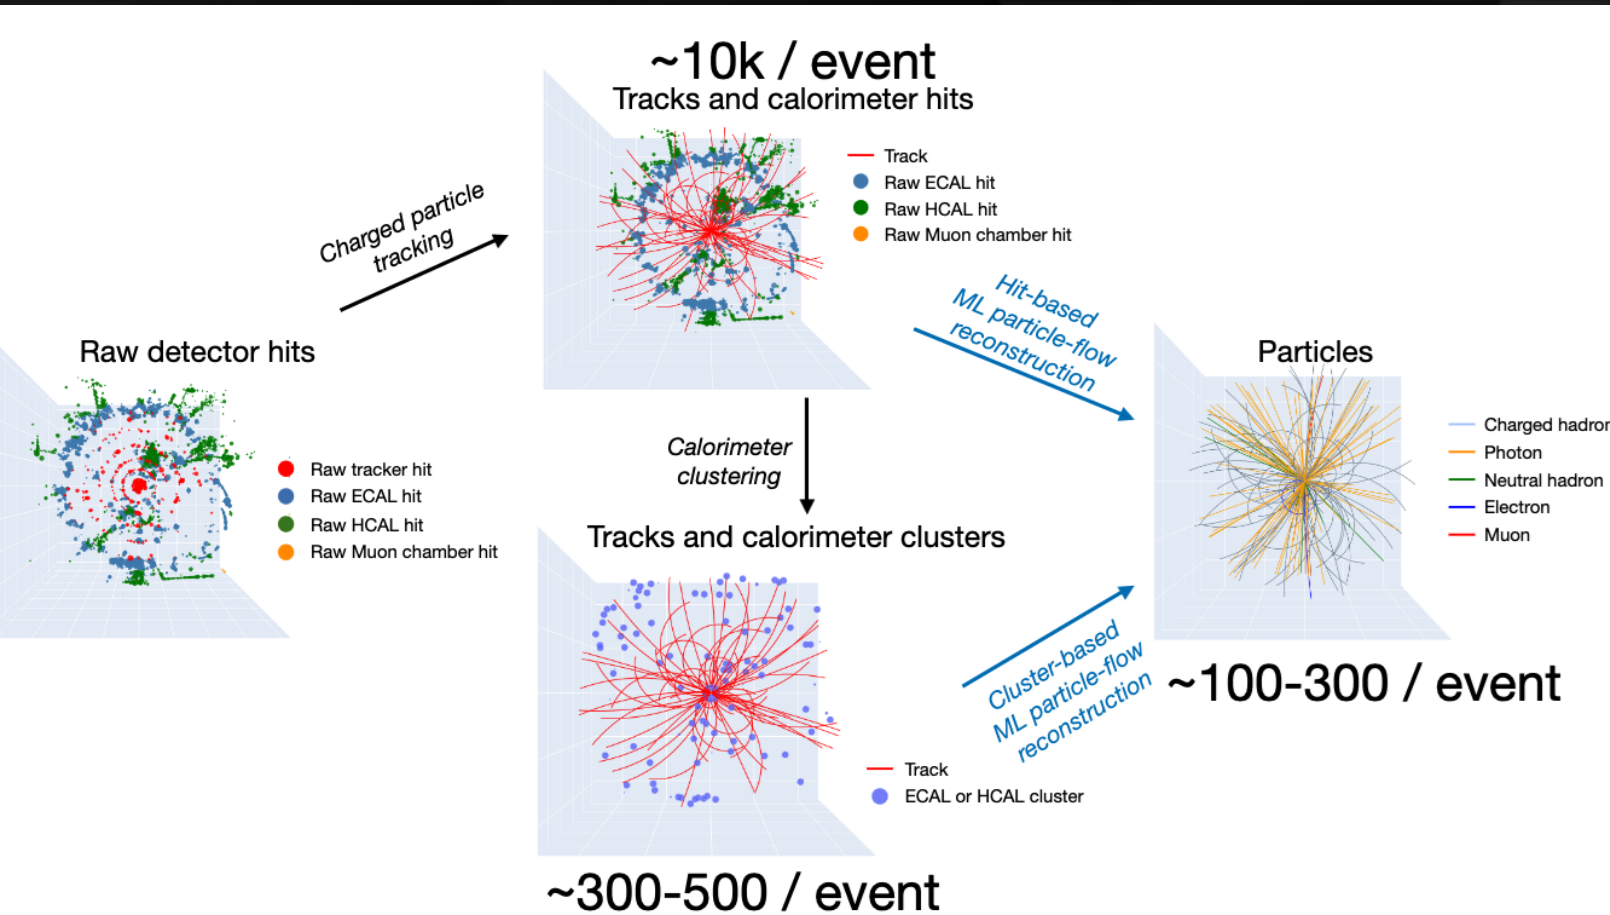 ~10k / event
Tracks and calorimeter hits
Track
Raw ECAL hit
Raw HCAL hit
Raw Muon chamber hit
Charged particle
tracking
Hit-based
ML particle-flow
reconstruction
Raw detector hits
Raw tracker hit
Raw ECAL hit
Raw HCAL hit
Raw Muon chamber hit
Calorimeter
clustering
Particles
Charged hadron
Photon
Neutral hadron
Electron
Muon
~100-300 / event
Tracks and calorimeter clusters
Track
ECAL or HCAL cluster
Cluster-based
ML particle-flow
reconstruction
~300-500 / event